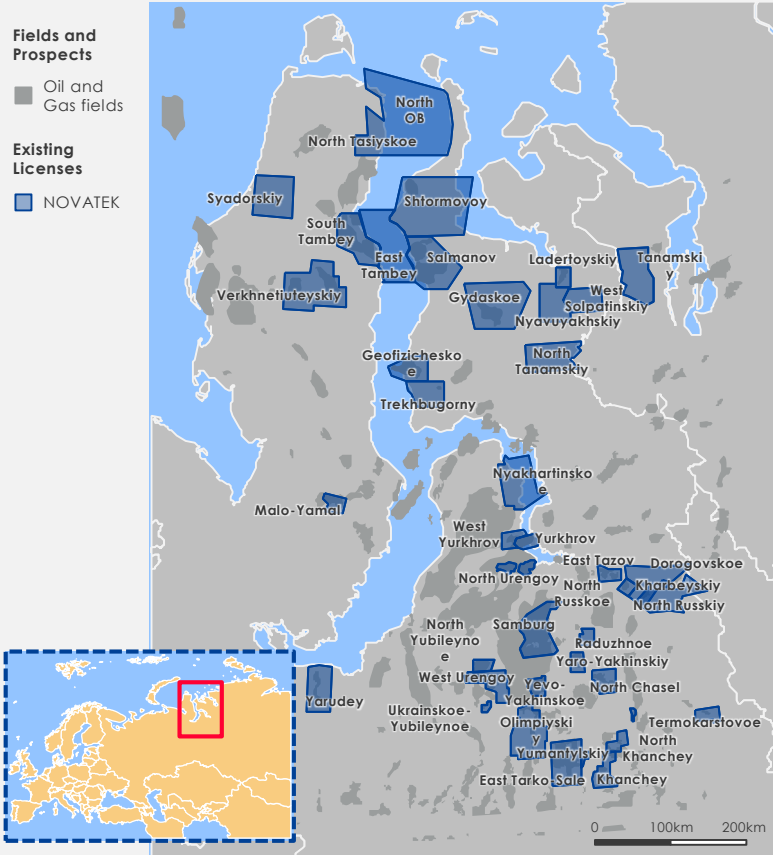 Fields and
Prospects
Oil and
Gas fields
Existing
Licenses
NOVATEK
North
OB
North Tasiyskoe
Syadorskiy
Shtormovoy
South
Tambey
East
Tambey
Salmanov
Ladertoyskiy
Tanamski
y
Verkhnetiuteyskiy
Gydaskoe
West
Solpatinskiy
Nyavuyakhskiy
Geofizichesko
e
North
Tanamskiy
Trekhbugorny
Nyakhartinsko
e
Malo-Yamal
West
Yurkhrov
Yurkhrov
East Tazov
Dorogovskoe
North Urengoy
North
Russkoe
Kharbeyskiy
North Russkiy
North
Yubileyno
e
Samburg
Raduzhnoe
Yaro-Yakhinskiy
West Urengoy
Yevo-
Yakhinskoe
North Chasel
Yarudey
Ukrainskoe-
Yubileynoe
Olimpiyski
y
Termokarstovoe
Yumantylskiy
North
Khanchey
East Tarko-Sale
Khanchey
0
100km
200km